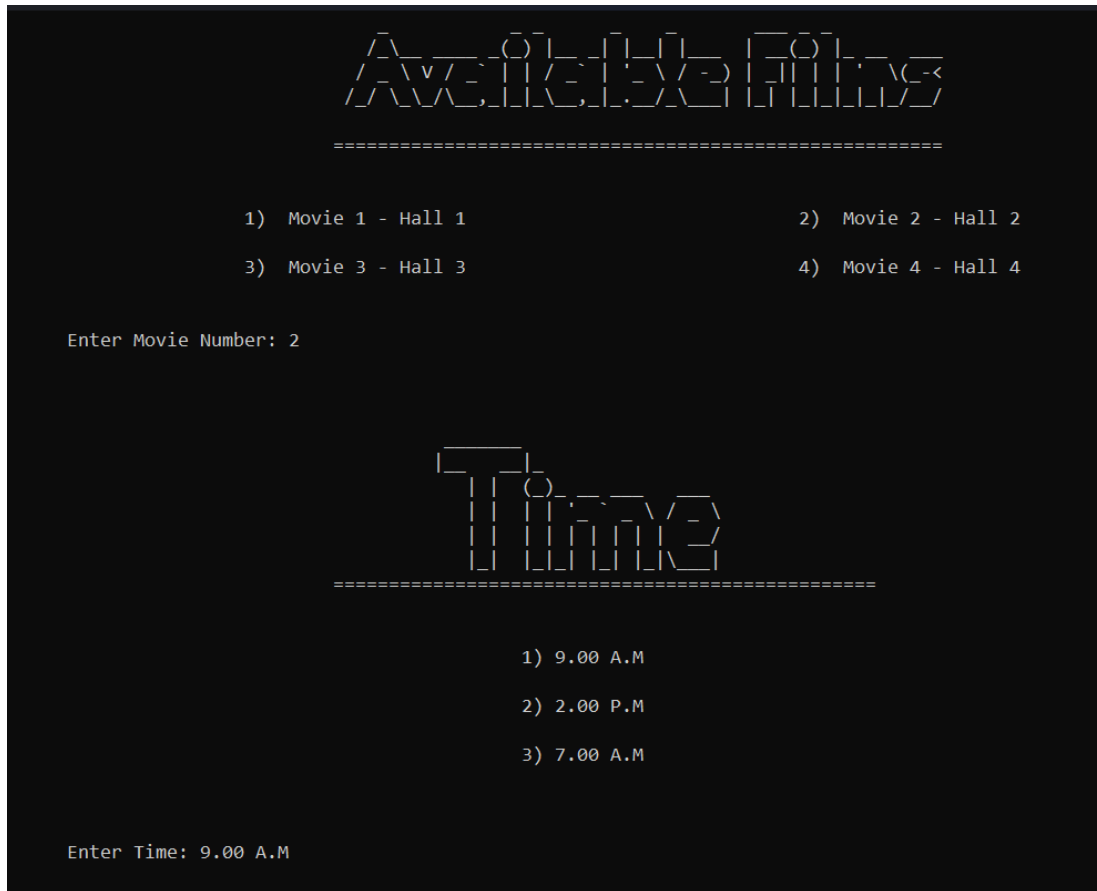 Available Films
=======================================================
1)  Movie 1 - Hall 1                              2)  Movie 2 - Hall 2
3)  Movie 3 - Hall 3                              4)  Movie 4 - Hall 4
Enter Movie Number: 2
Time
=================================================
1) 9.00 A.M
2) 2.00 P.M
3) 7.00 A.M
Enter Time: 9.00 A.M